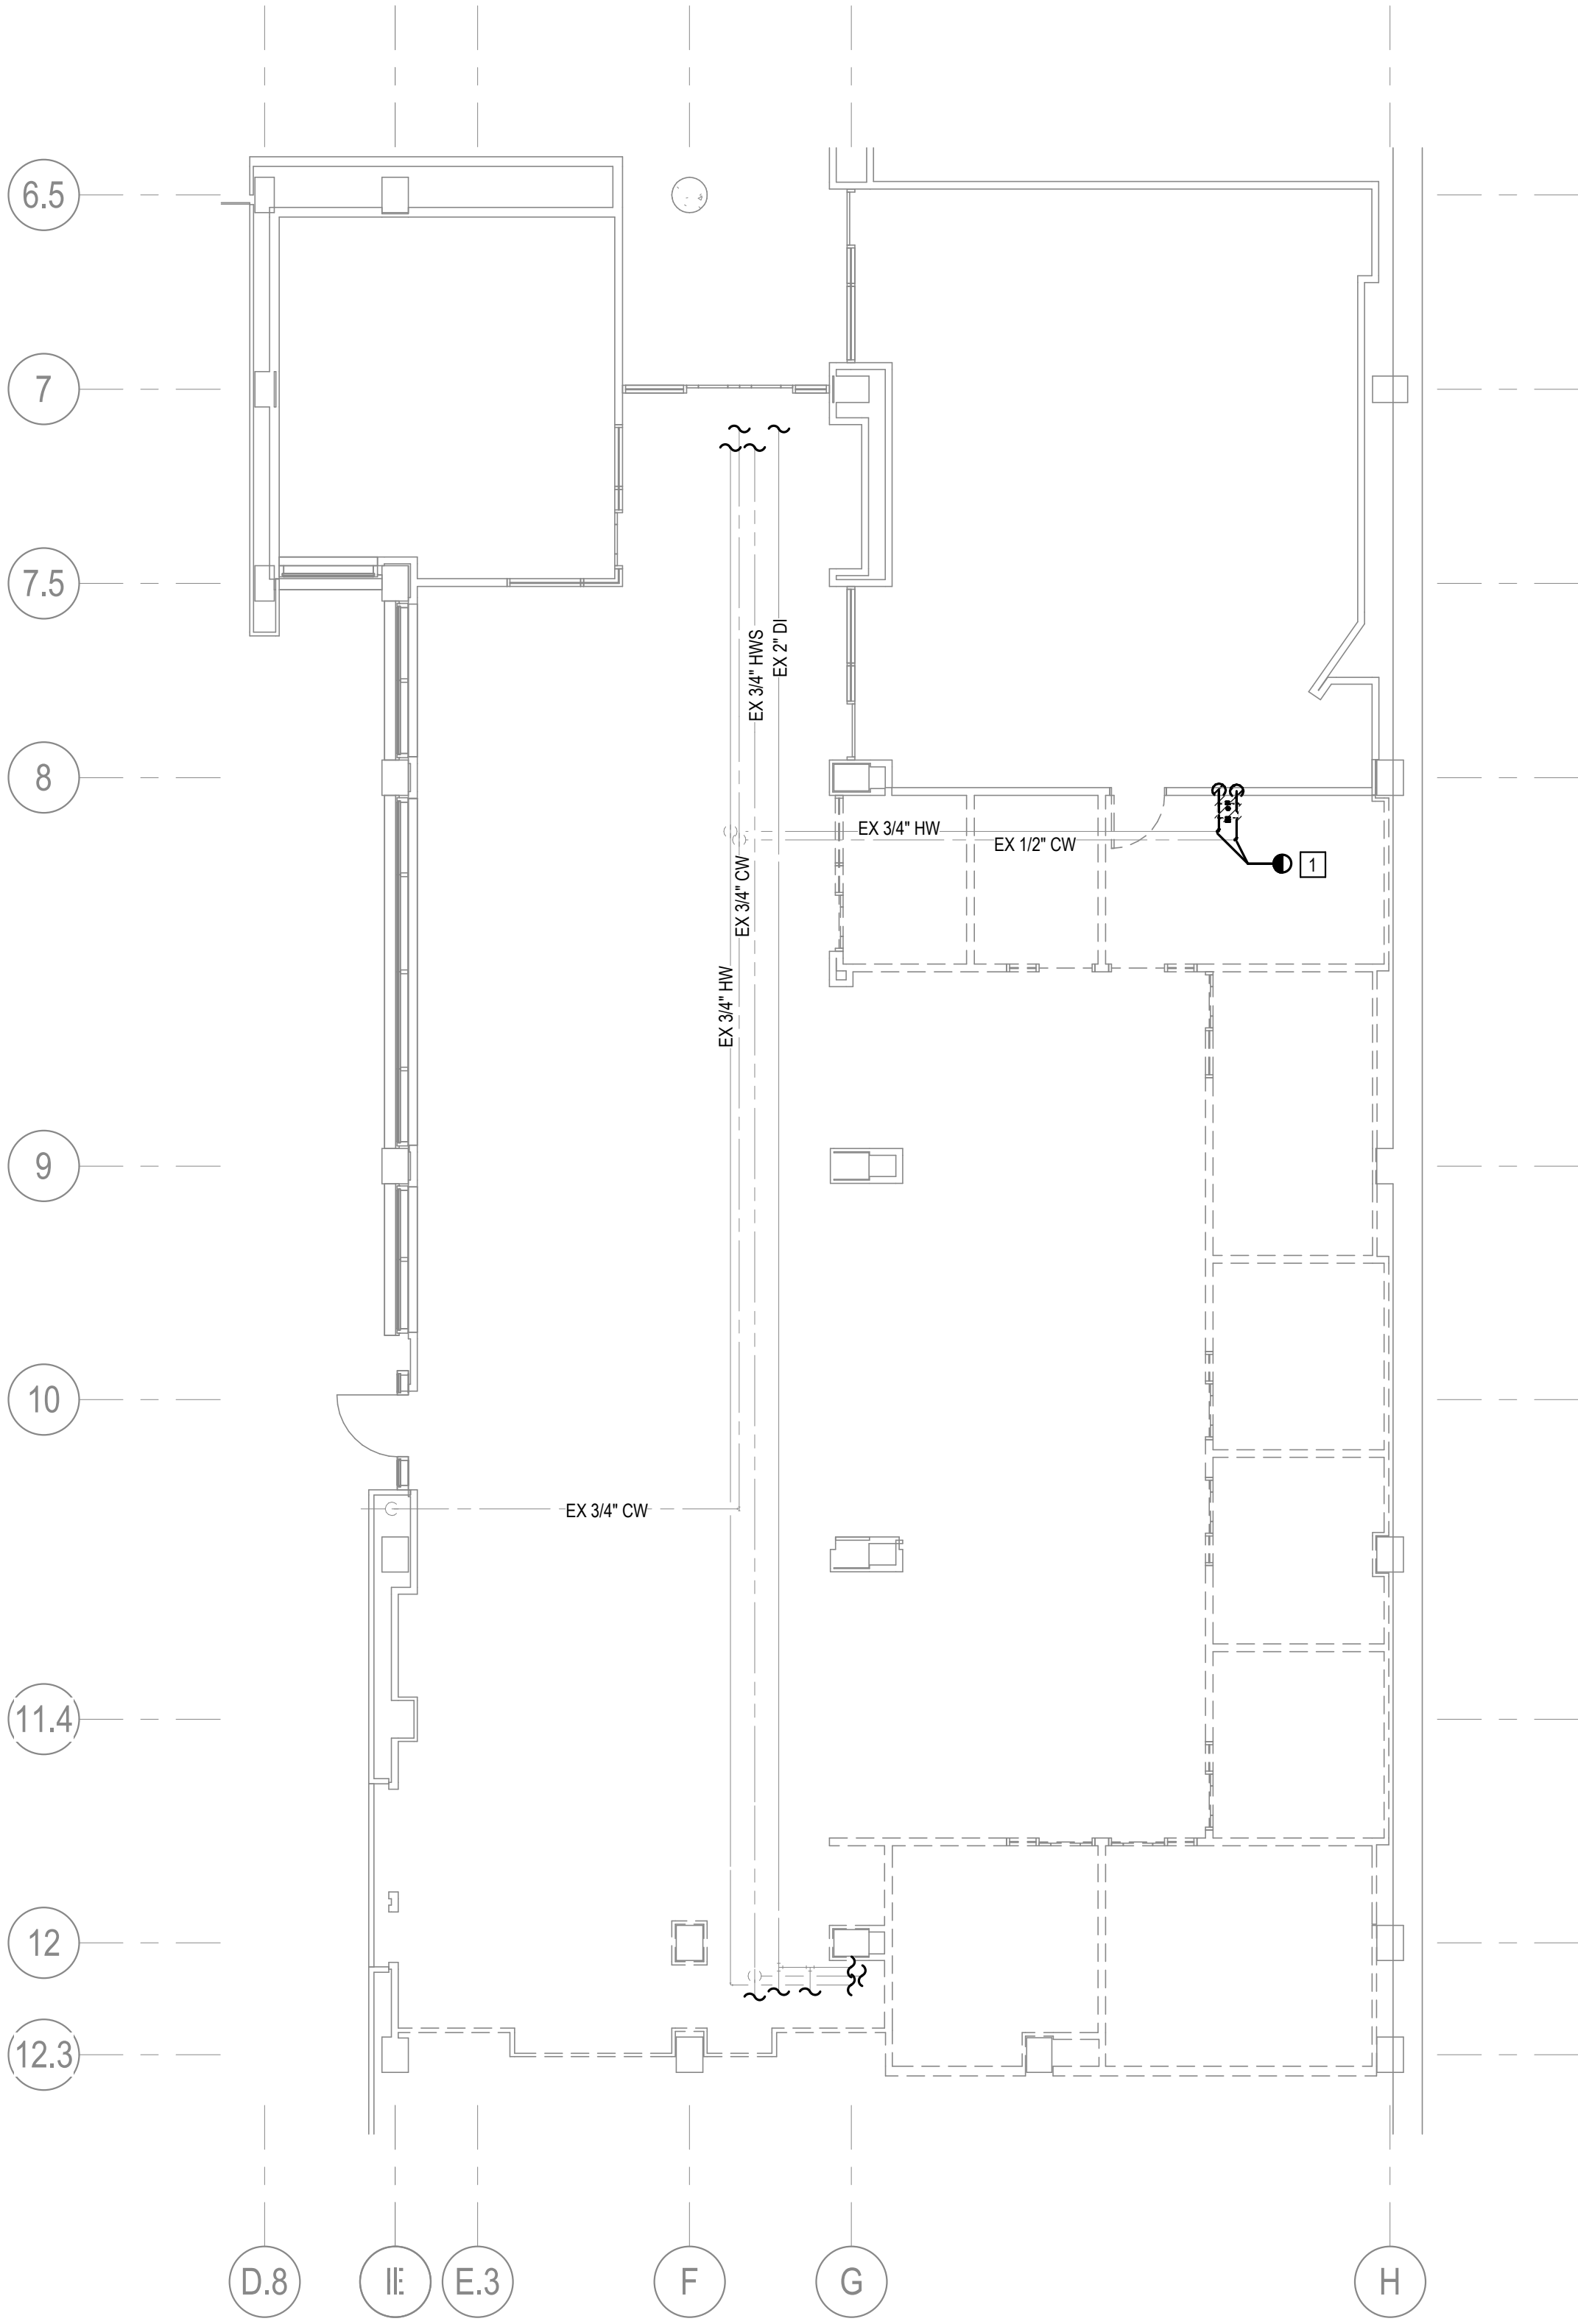 6.5
7
7.5
EX 3/4" HWS
EX 2" DI
8
EX 3/4" HW
EX 1/2" CW
1
EX 3/4" CW
EX 3/4" HW
9
10
EX 3/4" CW
11.4
12
12.3
D.8
E.3
F
G
H